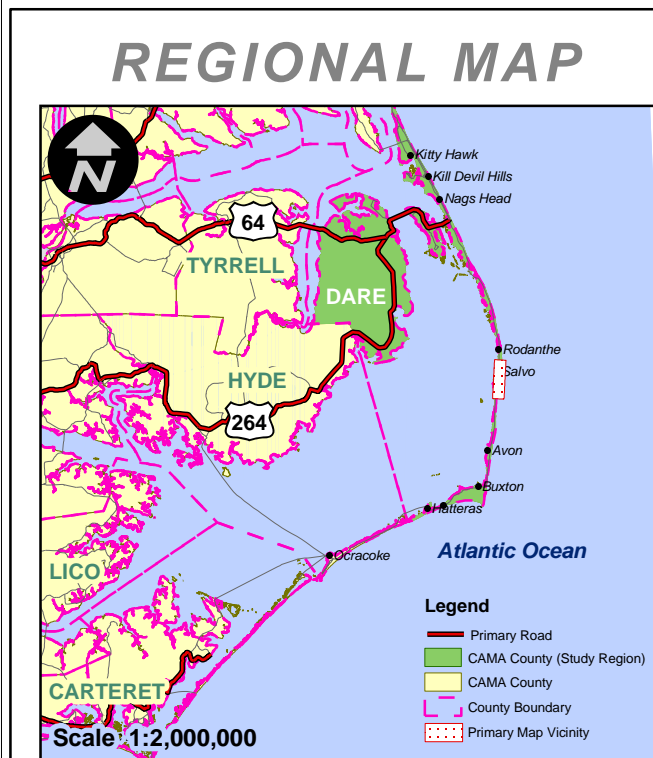 REGIONAL MAP
N
Kitty Hawk
Kill Devil Hills
Nags Head
64
TYRRELL
DARE
Rodanthe
Salvo
HYDE
264
Avon
Buxton
Hatteras
Ocracoke
Atlantic Ocean
LICO
CARTERET
Legend
Primary Road
CAMA County (Study Region)
CAMA County
County Boundary
Primary Map Vicinity
Scale 1:2,000,000